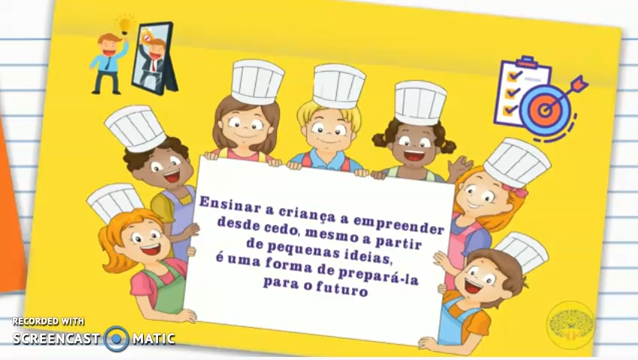 Ensinar a criança a empreender
desde cedo, mesmo a partir
de pequenas ideias,
é uma forma de prepará-la
para o futuro
RECORDED WITH
SCREENCAST MATIC